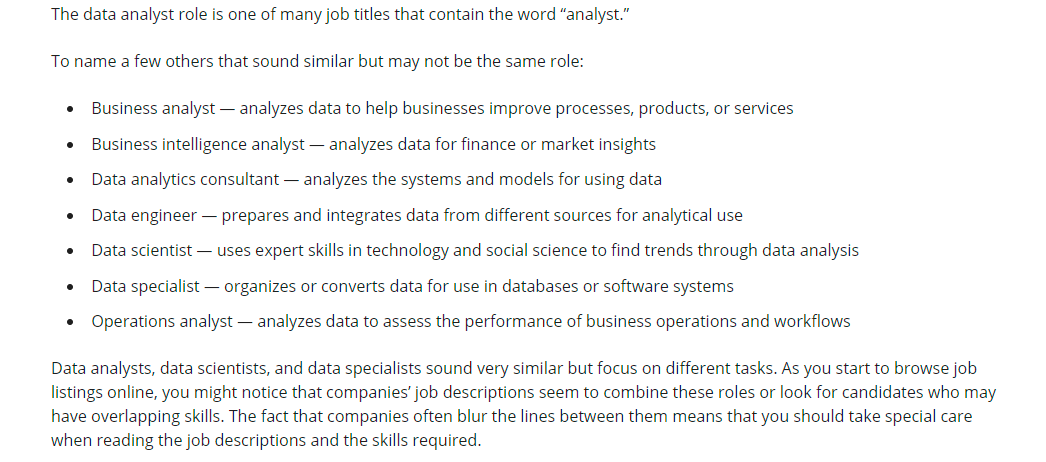 The data analyst role is one of many job titles that contain the word “analyst.”
To name a few others that sound similar but may not be the same role:
• Business analyst — analyzes data to help businesses improve processes, products, or services
• Business intelligence analyst — analyzes data for finance or market insights
• Data analytics consultant — analyzes the systems and models for using data
• Data engineer — prepares and integrates data from different sources for analytical use
• Data scientist — uses expert skills in technology and social science to find trends through data analysis
• Data specialist — organizes or converts data for use in databases or software systems
• Operations analyst — analyzes data to assess the performance of business operations and workflows
Data analysts, data scientists, and data specialists sound very similar but focus on different tasks. As you start to browse job
listings online, you might notice that companies’ job descriptions seem to combine these roles or look for candidates who may
have overlapping skills. The fact that companies often blur the lines between them means that you should take special care
when reading the job descriptions and the skills required.